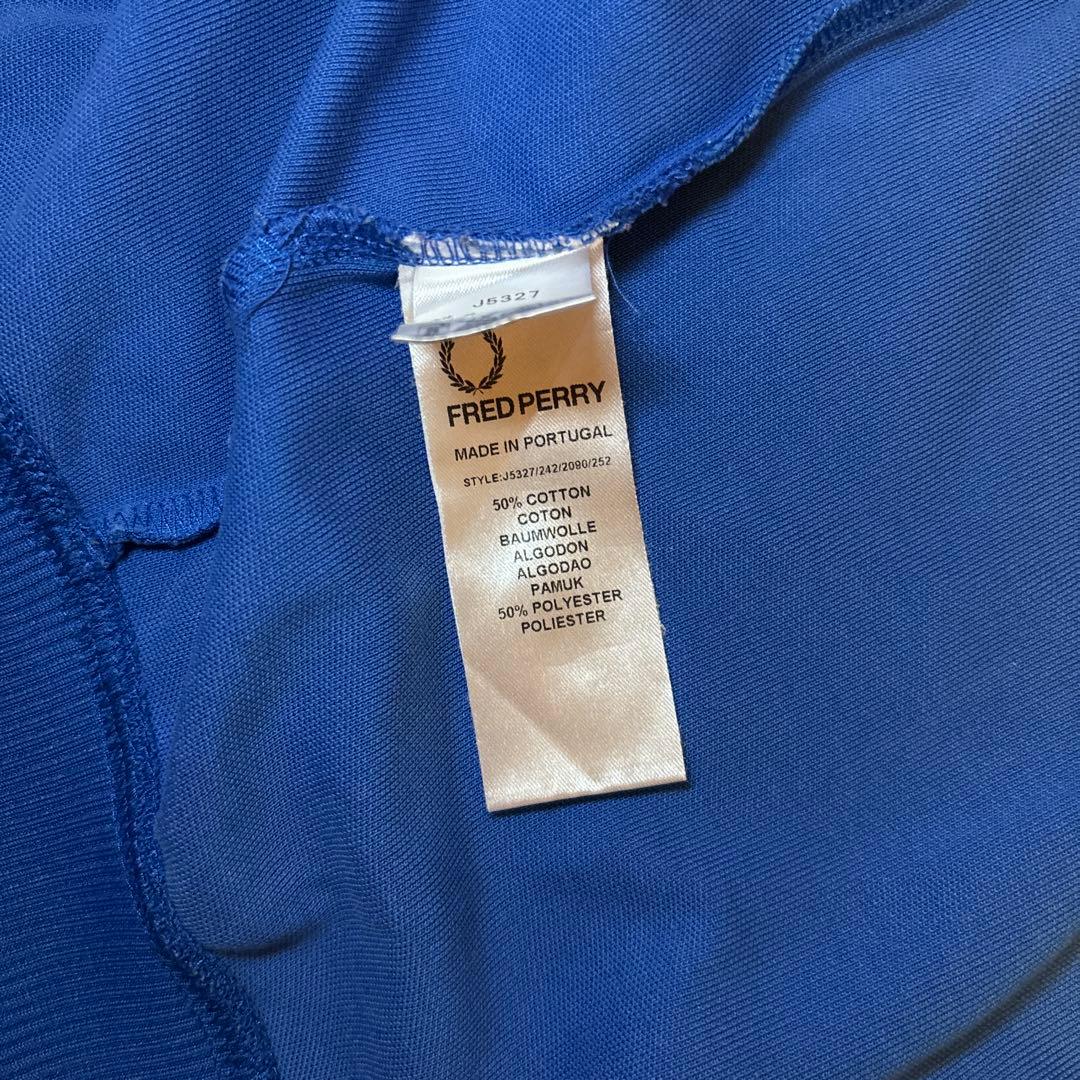 J5327
FRED PERRY
MADE IN PORTUGAL
STYLE:J5327/242/2090/252
50% COTTON
COTON
BAUMWOLLE
ALGODON
ALGODAO
PAMUK
50% POLYESTER
POLIESTER